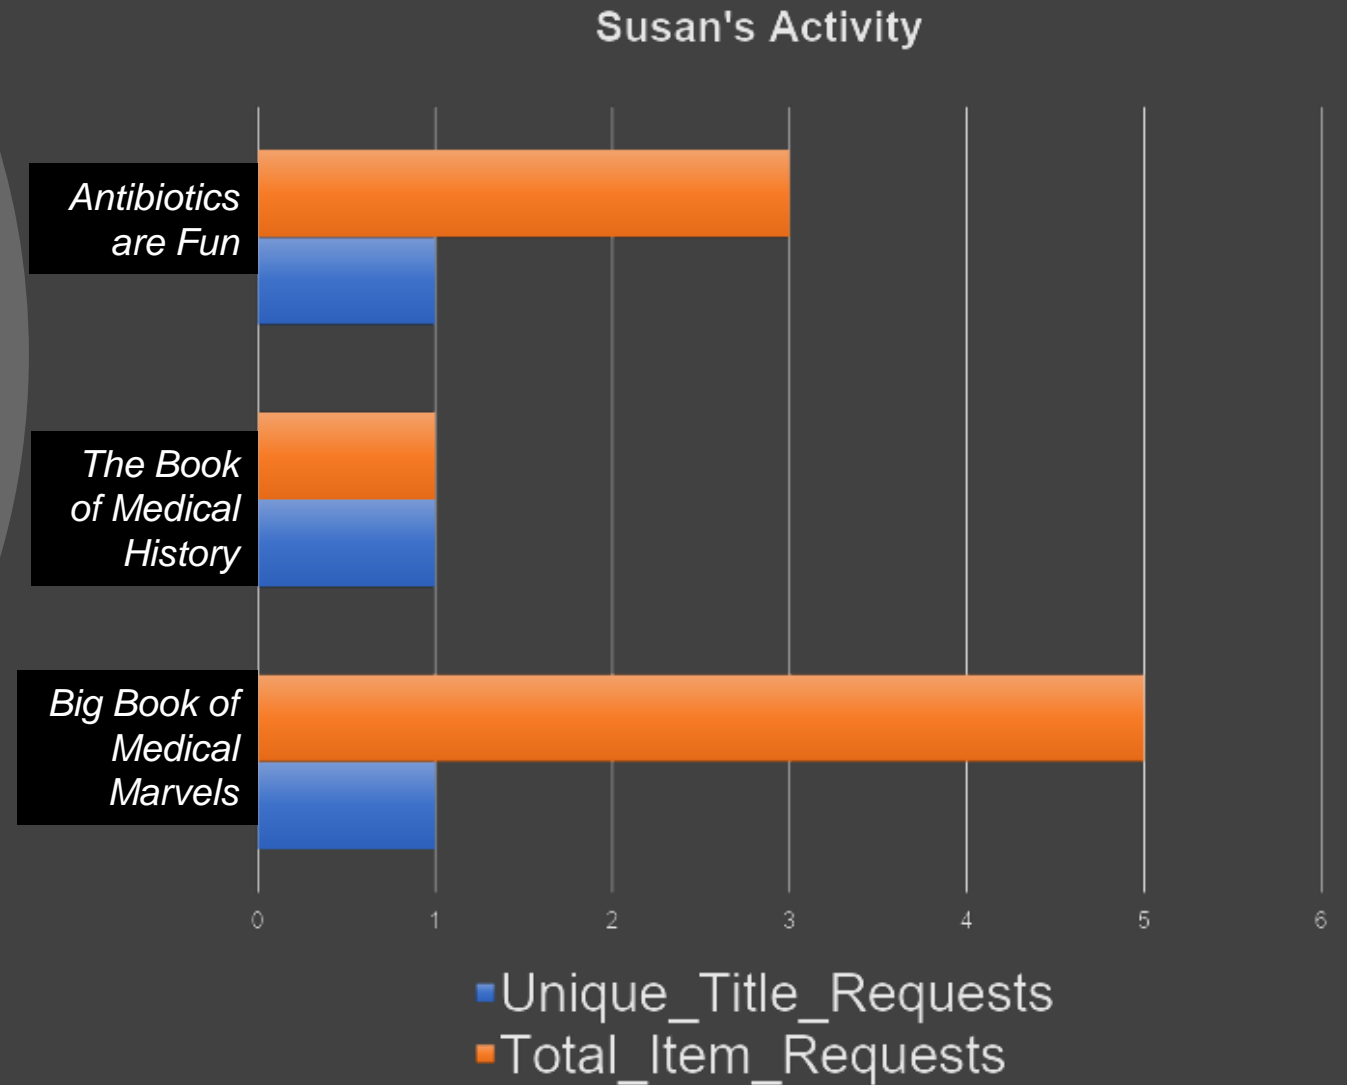 Susan's Activity
Antibiotics
are Fun
The Book
of Medical
History
Big Book of
Medical
Marvels
0 1 2 3 4 5 6
Unique_Title_Requests
Total_Item_Requests